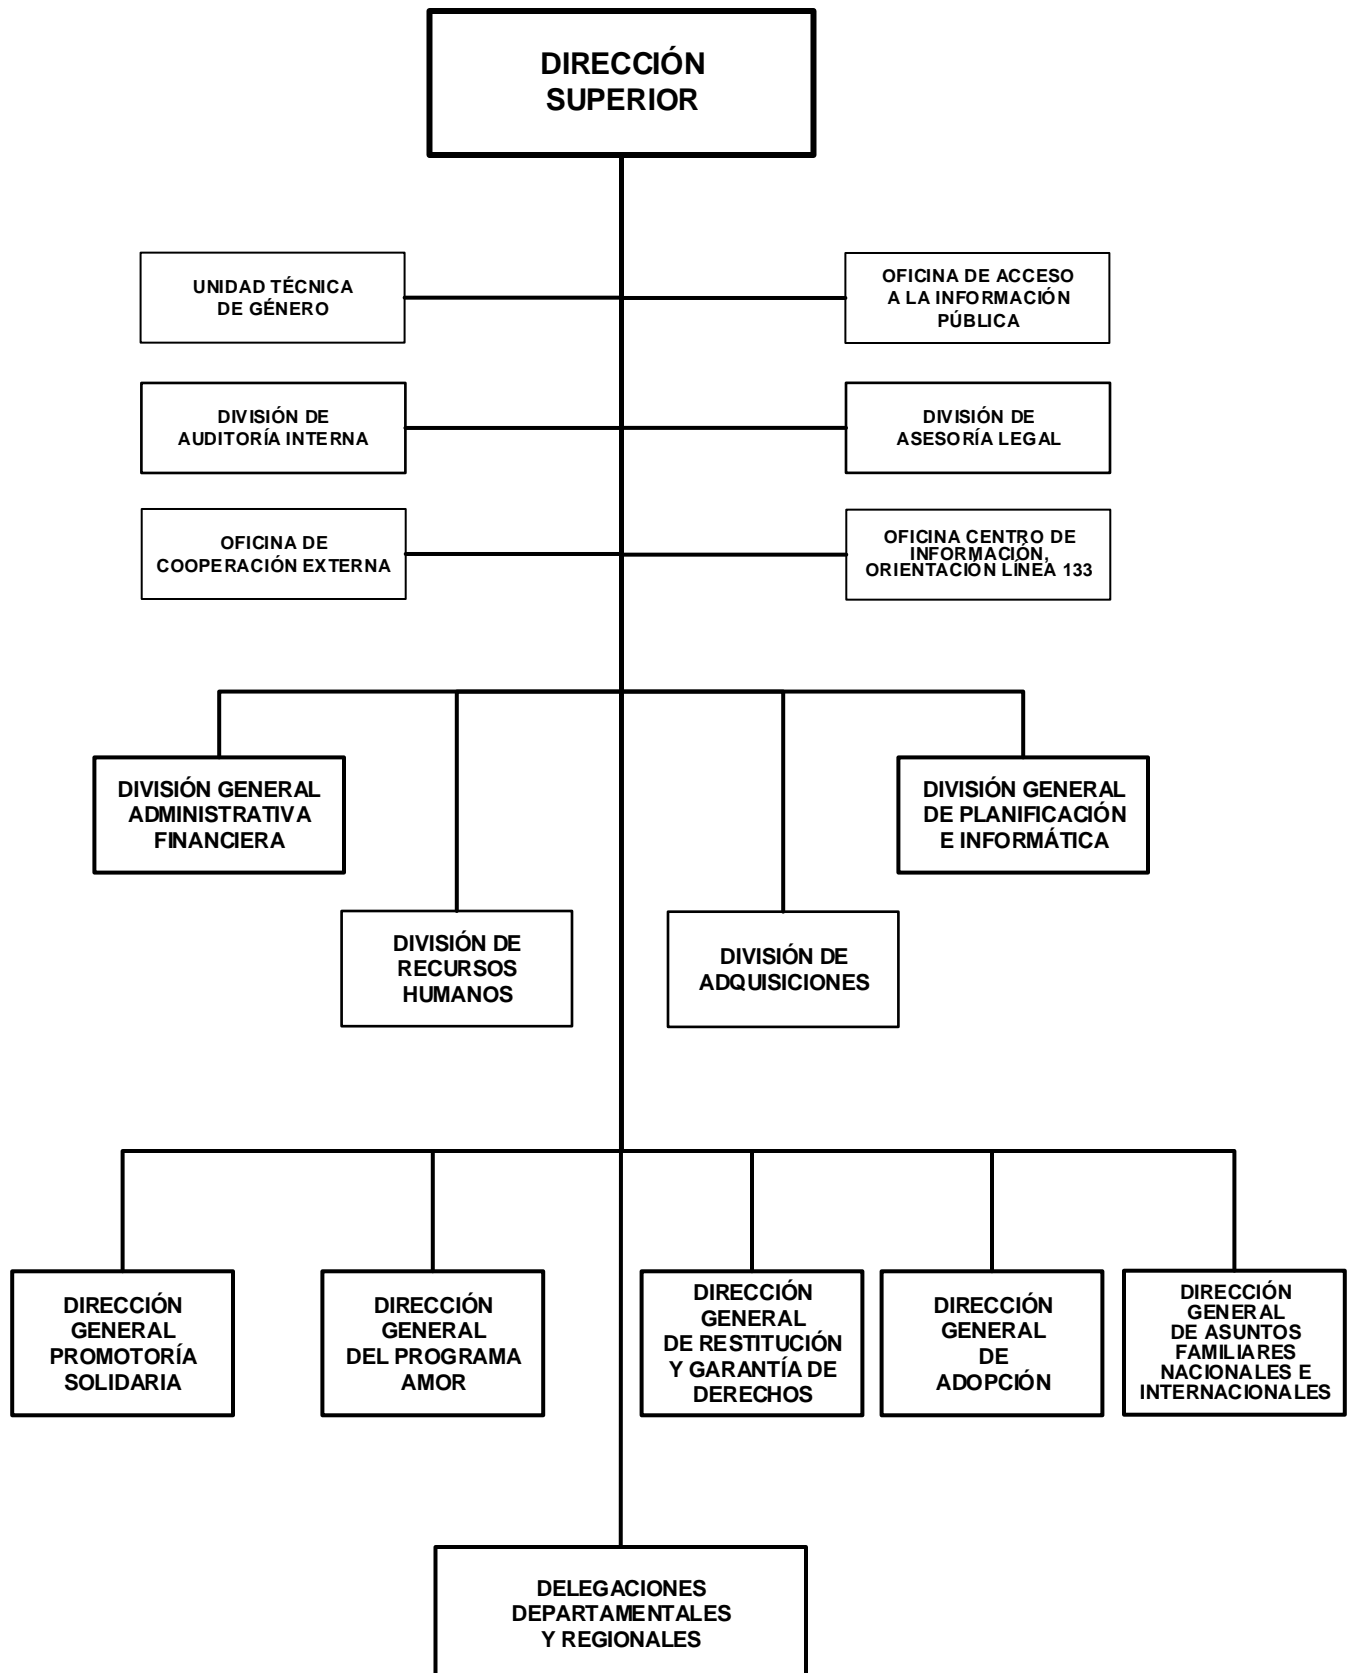 DIRECCIÓN
SUPERIOR
UNIDAD TÉCNICA
DE GÉNERO
OFICINA DE ACCESO
A LA INFORMACIÓN
PÚBLICA
DIVISIÓN DE
AUDITORÍA INTERNA
DIVISIÓN DE
ASESORÍA LEGAL
OFICINA DE
COOPERACIÓN EXTERNA
OFICINA CENTRO DE
INFORMACIÓN,
ORIENTACIÓN LÍNEA 133
DIVISIÓN GENERAL
ADMINISTRATIVA
FINANCIERA
DIVISIÓN GENERAL
DE PLANIFICACIÓN
E INFORMÁTICA
DIVISIÓN DE
RECURSOS
HUMANOS
DIVISIÓN DE
ADQUISICIONES
DIRECCIÓN
GENERAL
PROMOTORÍA
SOLIDARIA
DIRECCIÓN
GENERAL
DEL PROGRAMA
AMOR
DIRECCIÓN
GENERAL
DE RESTITUCIÓN
Y GARANTÍA DE
DERECHOS
DIRECCIÓN
GENERAL
DE
ADOPCIÓN
DIRECCIÓN
GENERAL
DE ASUNTOS
FAMILIARES
NACIONALES E
INTERNACIONALES
DELEGACIONES
DEPARTAMENTALES
Y REGIONALES